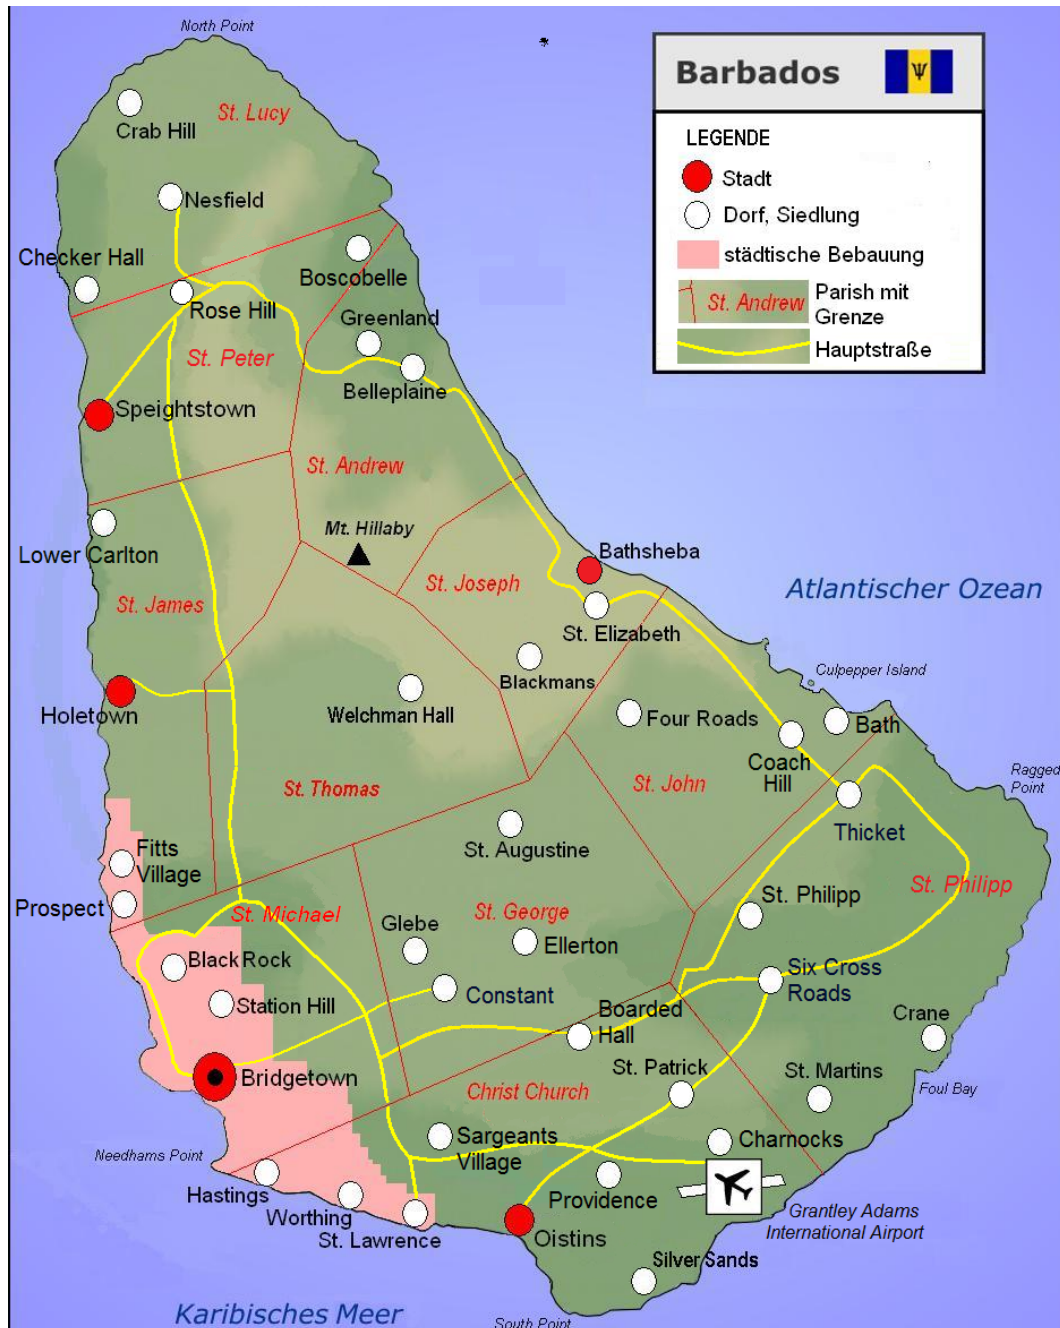 North Point
Barbados
LEGENDE
Stadt
Dorf, Siedlung
städtische Bebauung
St. Andrew
Parish mit
Grenze
Hauptstraße
St. Lucy
Crab Hill
Nesfield
Checker Hall
Boscobelle
Rose Hill
Greenland
St. Peter
Belleplaine
Speightstown
St. Andrew
Mt. Hillaby
Lower Carlton
Bathsheba
St. Joseph
Atlantischer Ozean
St. James
St. Elizabeth
Culpepper Island
Blackmans
Welchman Hall
Holetown
Four Roads
Bath
Coach
Hill
Ragged
Point
St. Thomas
St. John
Thicket
St. Augustine
Fitts
Village
St. Philipp
St. Philipp
Prospect
St. Michael
St. George
Glebe
Ellerton
Black Rock
Six Cross
Roads
Constant
Station Hill
Boarded
Hall
Crane
Bridgetown
St. Patrick
St. Martins
Christ Church
Foul Bay
Sargeants
Village
Charnocks
Needhams Point
Hastings
Providence
Worthing
St. Lawrence
Oistins
Grantley Adams
International Airport
Silver Sands
Karibisches Meer
South Point